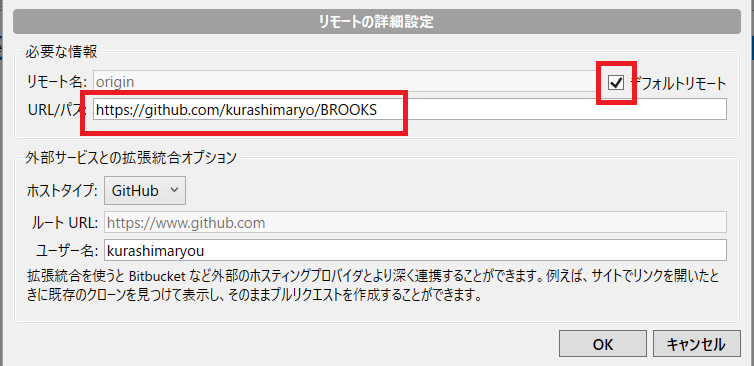 リモートの詳細設定
必要な情報
リモート名: origin デフォルトリモート
URL/パス: https://github.com/kurashimaryo/BROOKS
外部サービスとの拡張統合オプション
ホストタイプ: GitHub
ルート URL: https://www.github.com
ユーザー名: kurashimaryou
拡張統合を使うと Bitbucket など外部のホスティングプロバイダとより深く連携することができます。例えば、サイトでリンクを開いたと
きに既存のクローンを見つけて表示し、そのままプルリクエストを作成することができます。
OK キャンセル